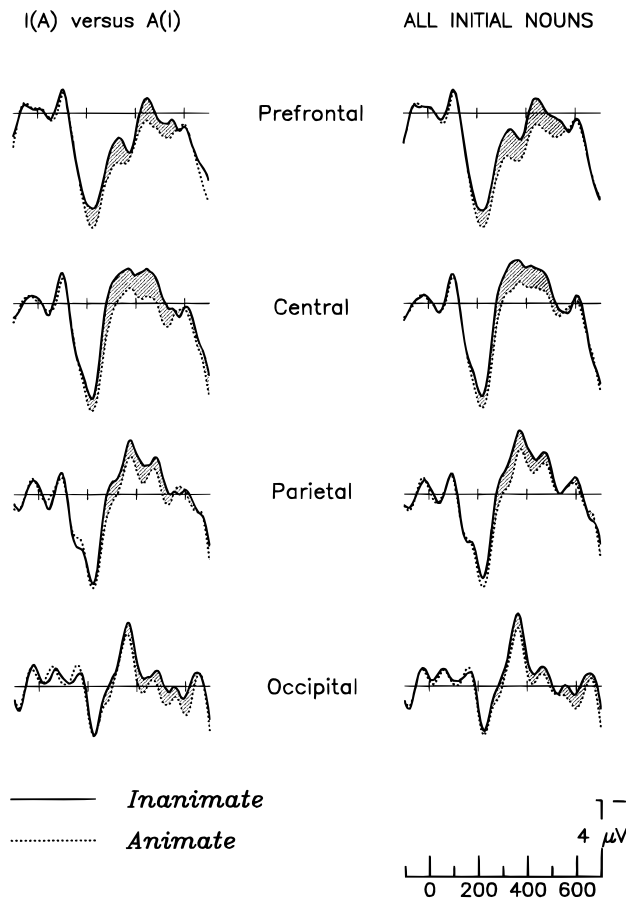 I(A) versus A(I) ALL INITIAL NOUNS
Prefrontal
Central
Parietal
Occipital
Inanimate
Animate
4 μV
0 200 400 600